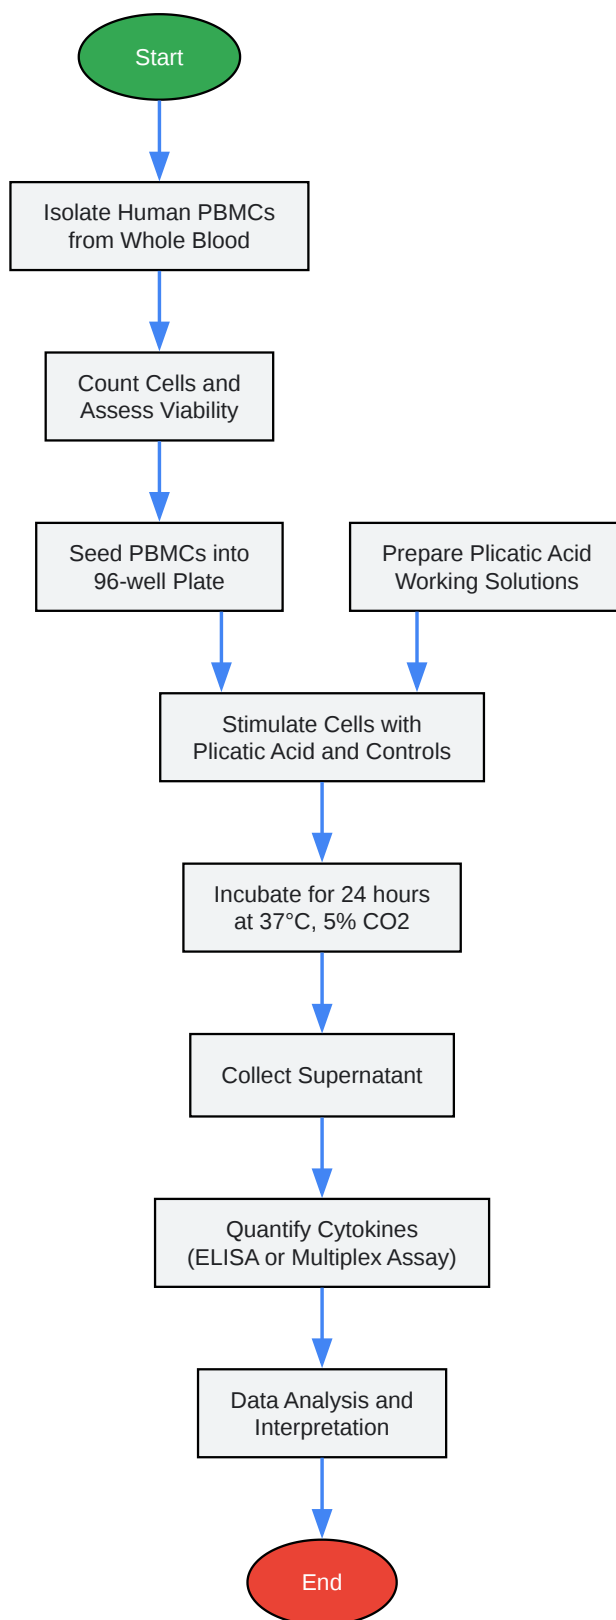 Start
Isolate Human PBMCs
from Whole Blood
Count Cells and
Assess Viability
Seed PBMCs into
96-well Plate
Prepare Plicatic Acid
Working Solutions
Stimulate Cells with
Plicatic Acid and Controls
Incubate for 24 hours
at 37°C, 5% CO2
Collect Supernatant
Quantify Cytokines
(ELISA or Multiplex Assay)
Data Analysis and
Interpretation
End